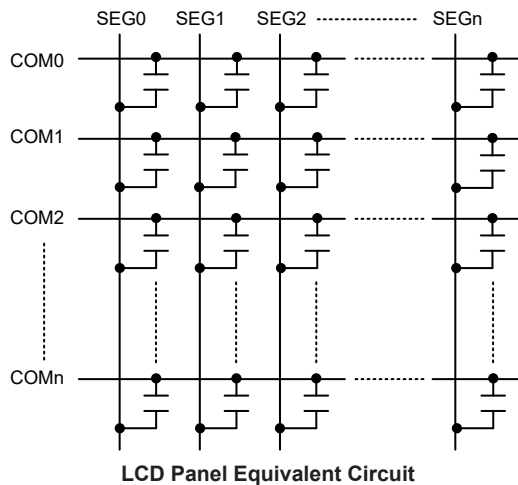 SEG0 SEG1 SEG2 SEGn
COM0
COM1
COM2
COMn
LCD Panel Equivalent Circuit